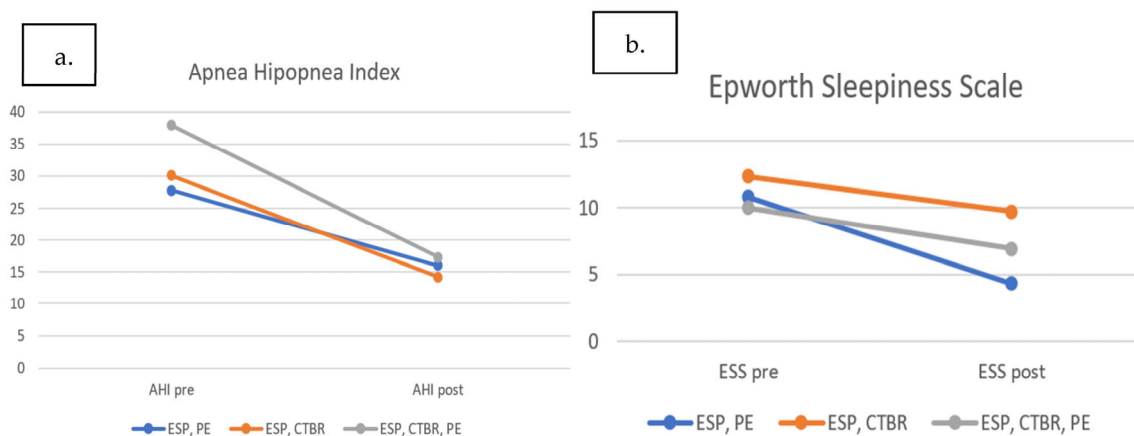 a.
Apnea Hipopnea Index
40
35
30
25
20
15
10
5
0
AHI pre
AHI post
ESP, PE
ESP, CTBR
ESP, CTBR, PE
b.
Epworth Sleepiness Scale
15
10
5
0
ESS pre
ESS post
ESP, PE
ESP, CTBR
ESP, CTBR, PE